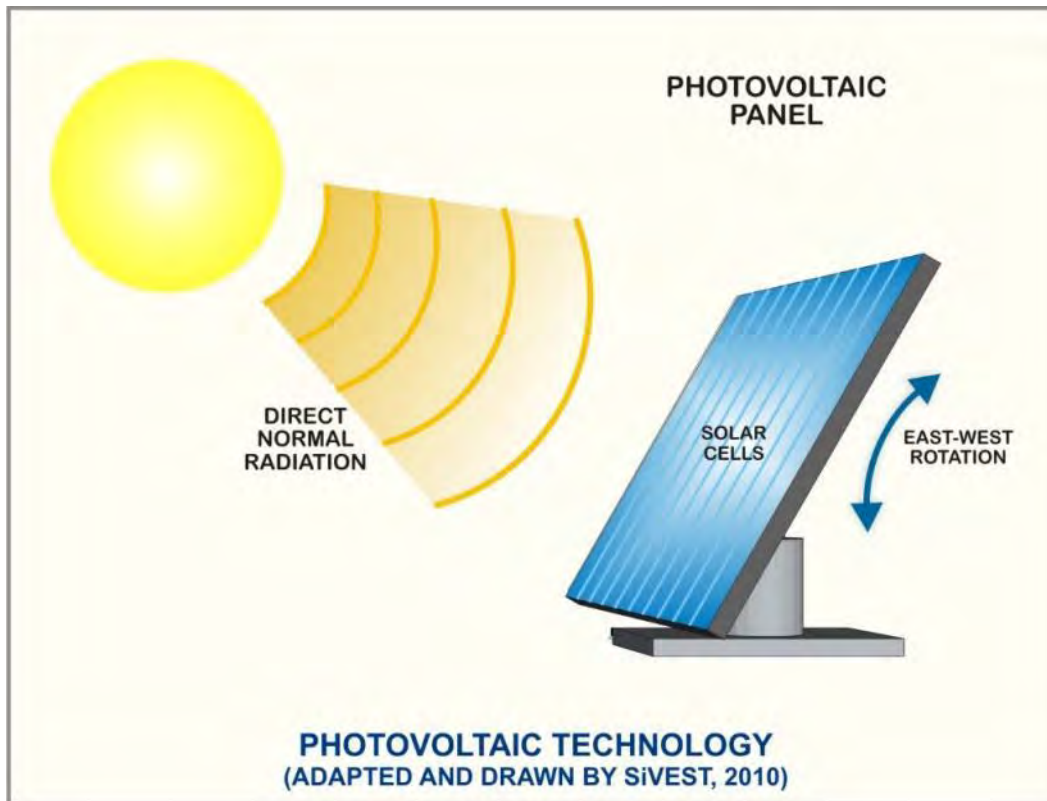 PHOTOVOLTAIC
PANEL
DIRECT
NORMAL
RADIATION
SOLAR
CELLS
EAST-WEST
ROTATION
PHOTOVOLTAIC TECHNOLOGY
(ADAPTED AND DRAWN BY SiVEST, 2010)